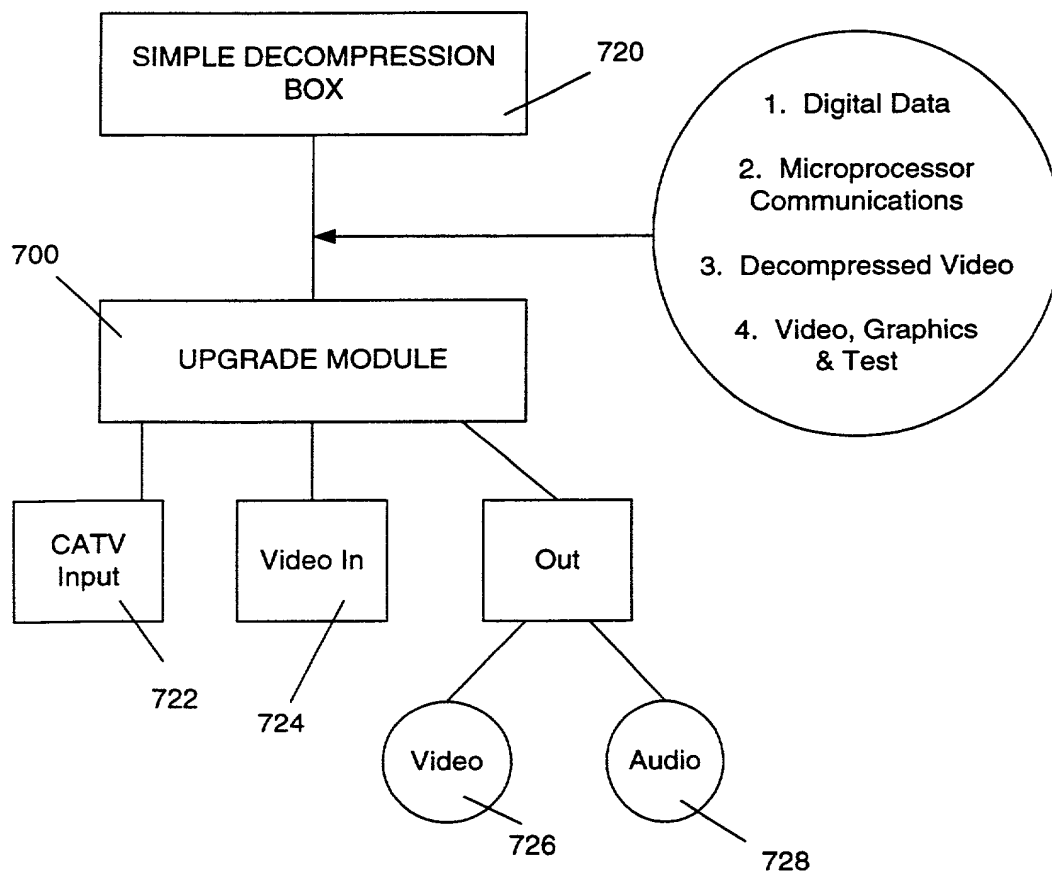 SIMPLE DECOMPRESSION
BOX
720
1. Digital Data
2. Microprocessor
Communications
3. Decompressed Video
4. Video, Graphics
& Test
700
UPGRADE MODULE
CATV
Input
Video In
Out
722
724
Video
Audio
726
728